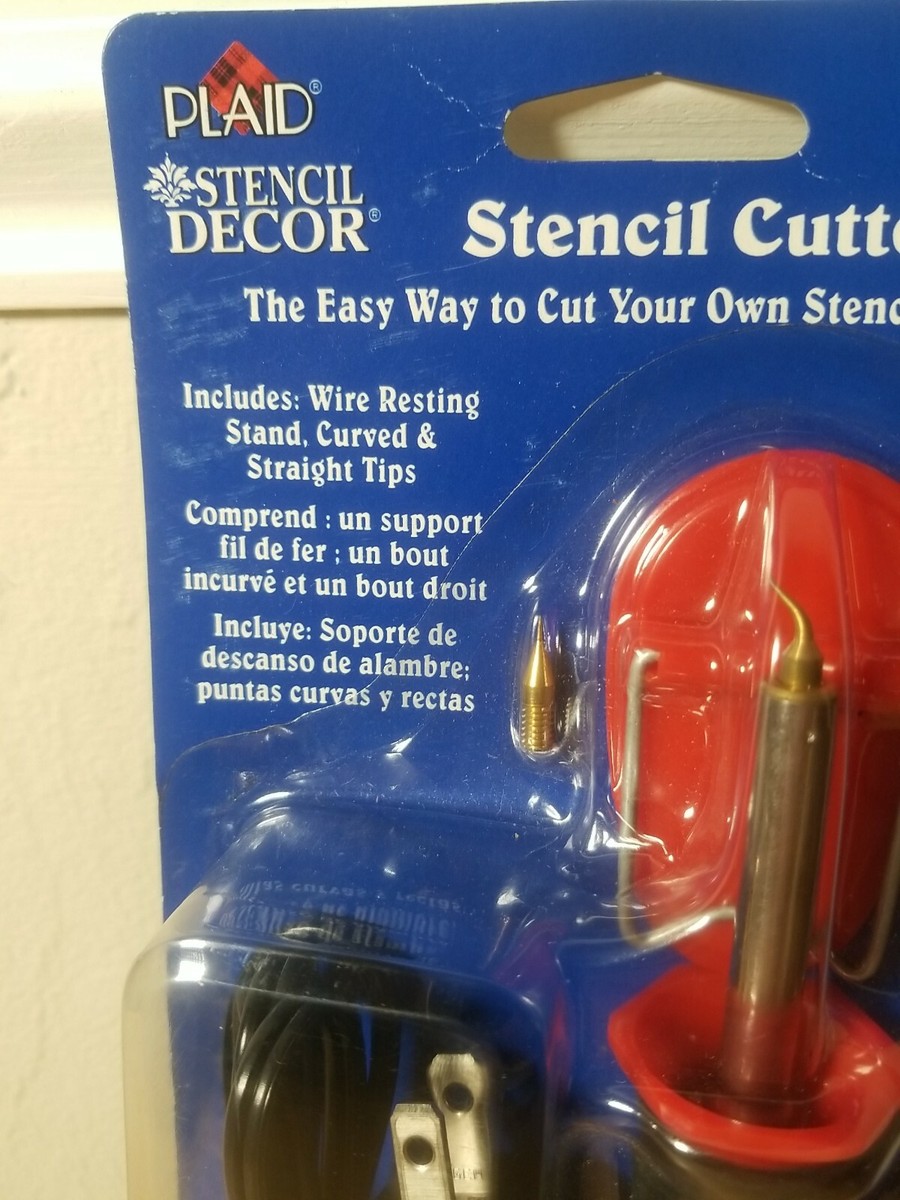 PLAID®
STENCIL
DECOR®
Stencil Cutte
The Easy Way to Cut Your Own Stenc
Includes: Wire Resting
Stand, Curved &
Straight Tips
Comprend : un support
fil de fer ; un bout
incurvé et un bout droit
Incluye: Soporte de
descanso de alambre;
puntas curvas y rectas